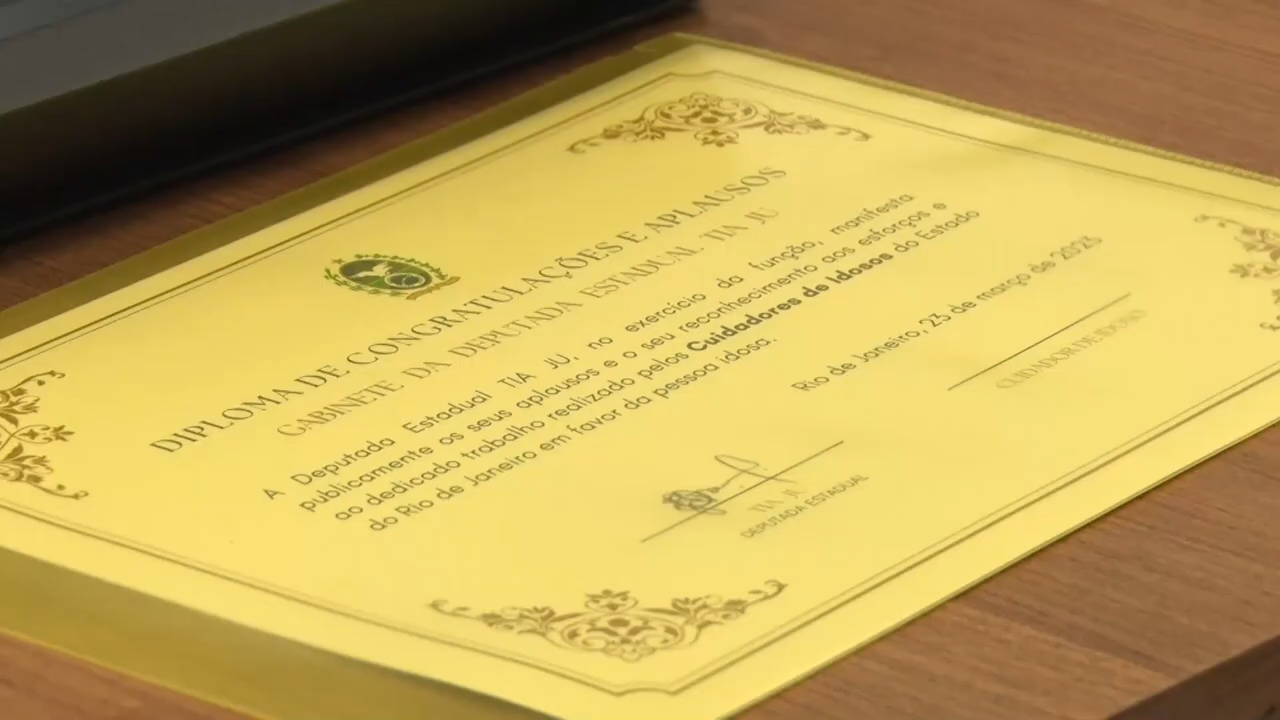 DIPLOMA DE CONGRATULAÇÕES E APLAUSOS
GABINETE DA DEPUTADA ESTADUAL TIA JU
A Deputada Estadual TIA JU, no exercício da função, manifesta
publicamente os seus aplausos e o seu reconhecimento aos esforços e
ao dedicado trabalho realizado pelos Cuidadores de Idosos do Estado
do Rio de Janeiro em favor da pessoa idosa.
Rio de Janeiro, 23 de março de 2023
CUIDADOR DE IDOSO
TIA JU
DEPUTADA ESTADUAL